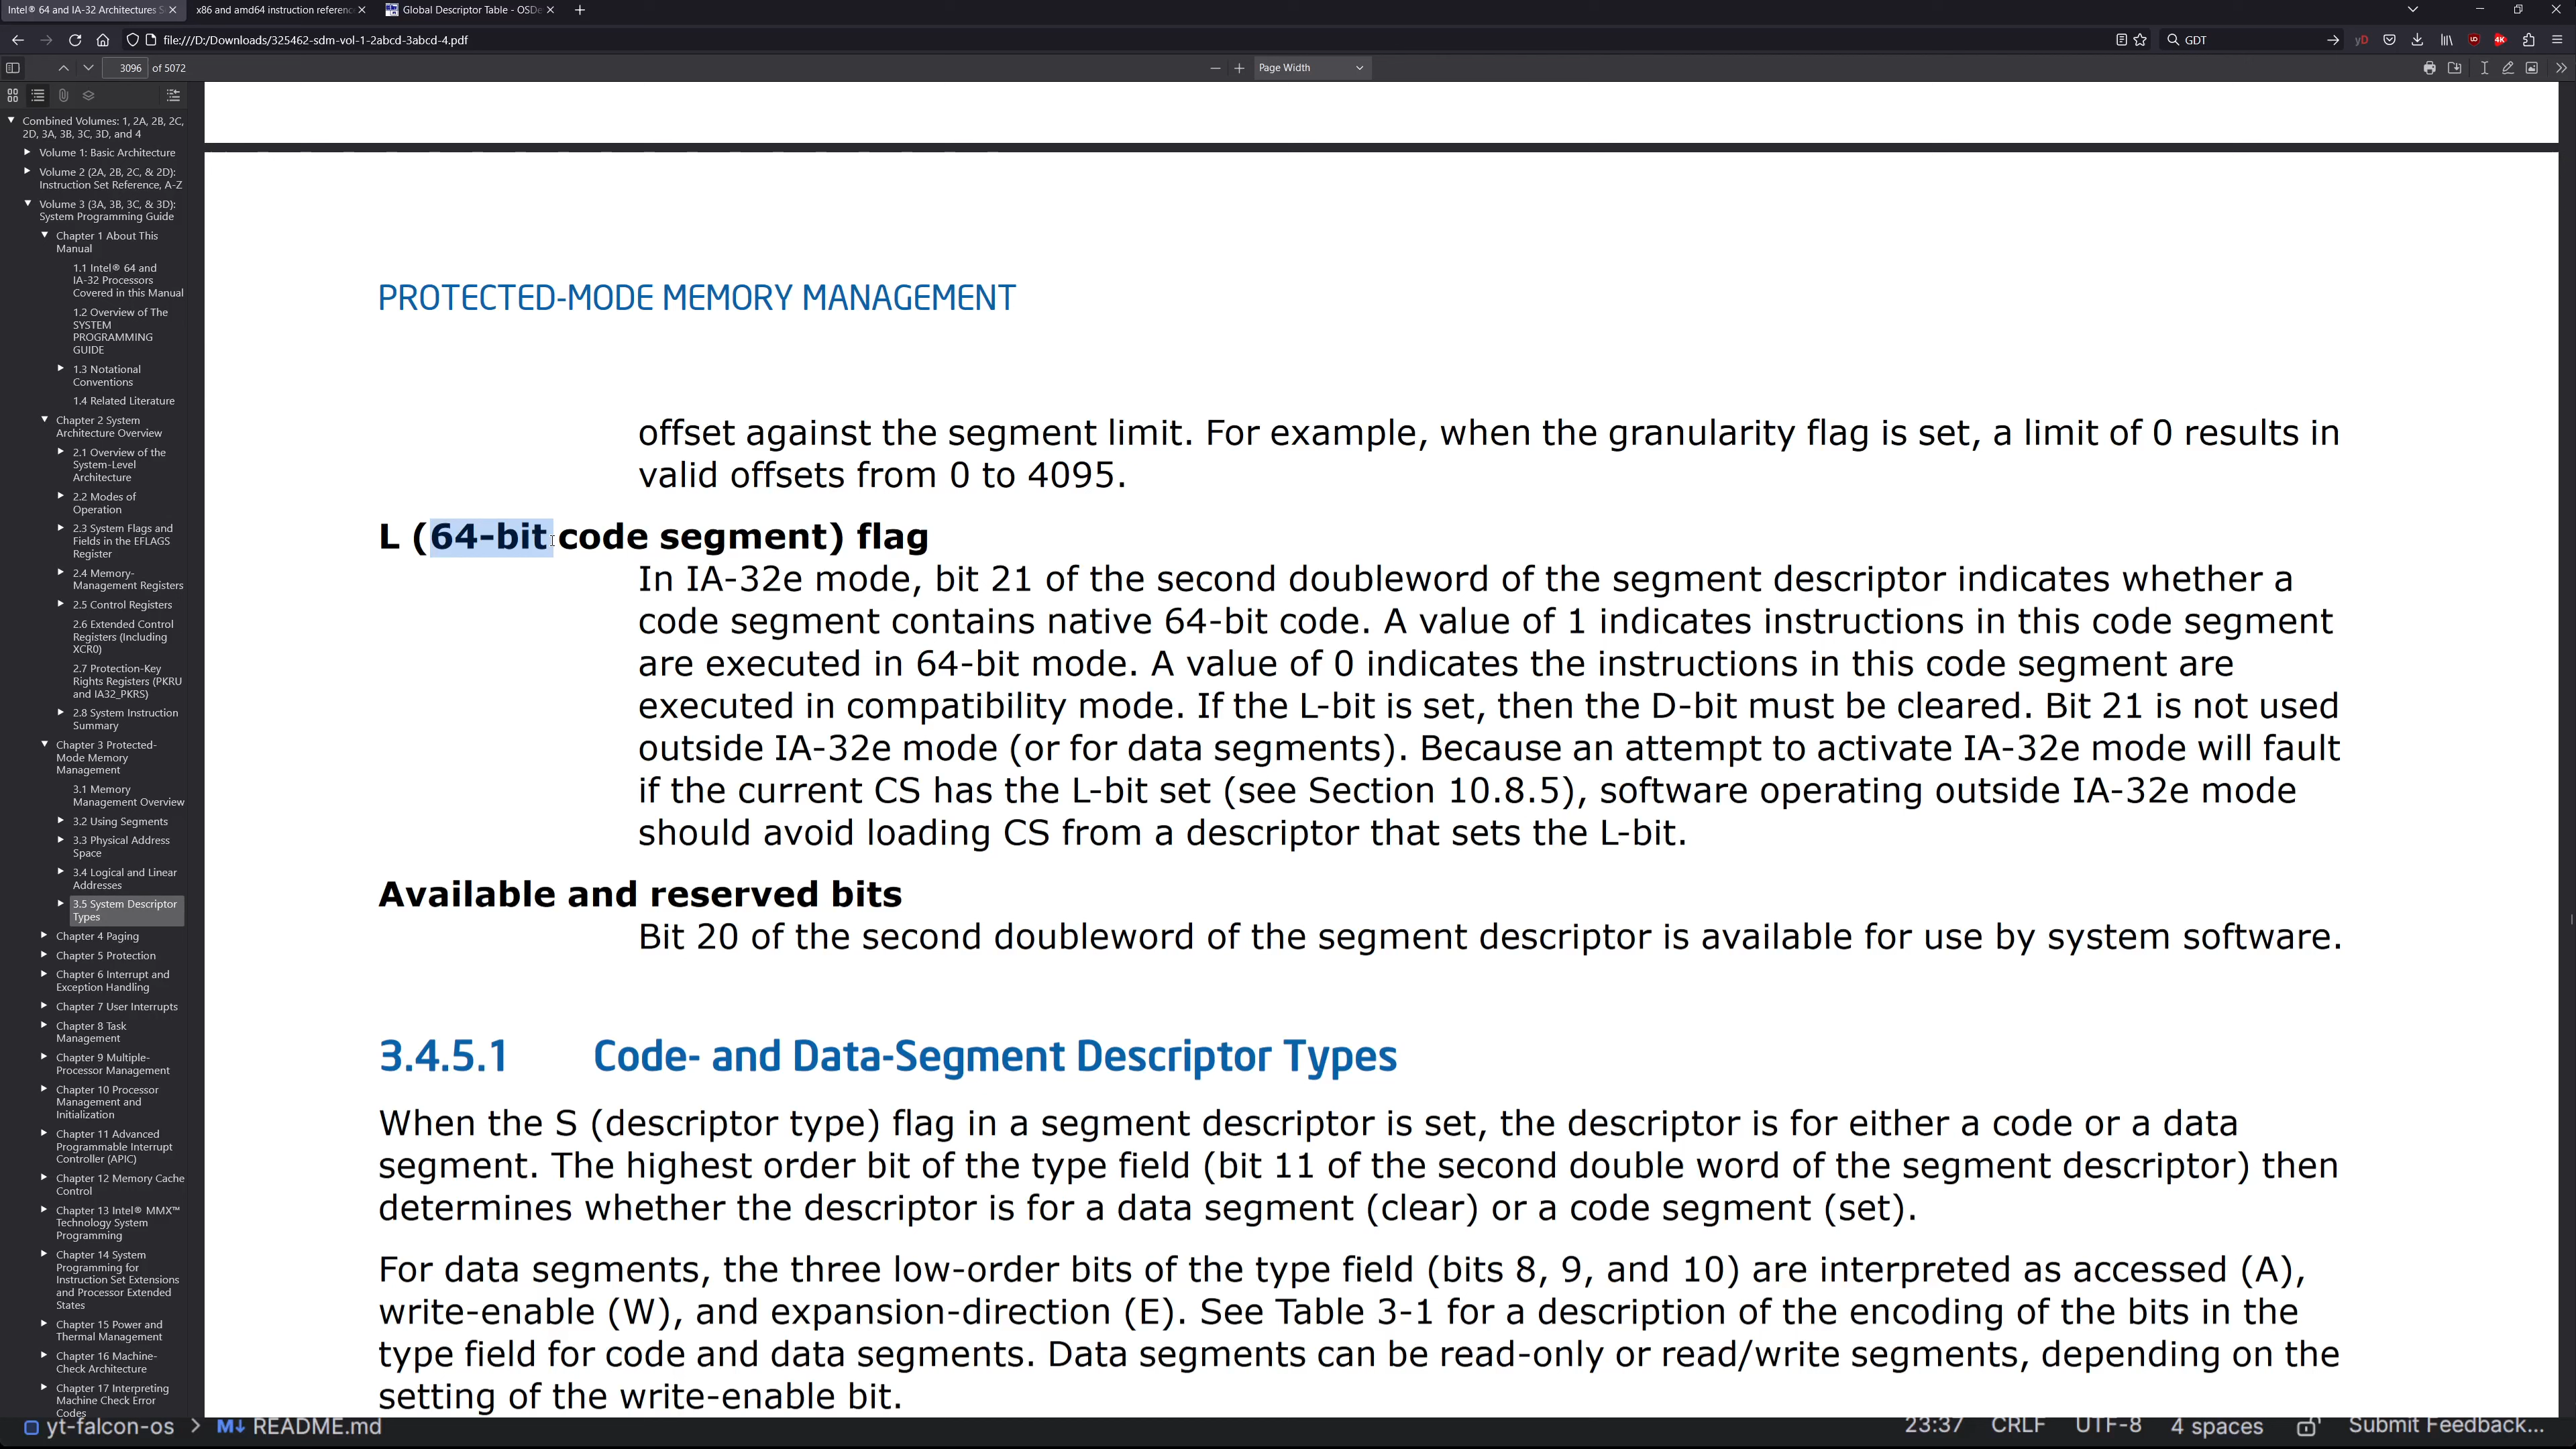 Intel® 64 and IA-32 Architectures S
x86 and amd64 instruction referenc
Global Descriptor Table - OSDe
file:///D:/Downloads/325462-sdm-vol-1-2abcd-3abcd-4.pdf
GDT
3096 of 5072
Page Width
Combined Volumes: 1, 2A, 2B, 2C,
2D, 3A, 3B, 3C, 3D, and 4
Volume 1: Basic Architecture
Volume 2 (2A, 2B, 2C, & 2D):
Instruction Set Reference, A-Z
Volume 3 (3A, 3B, 3C, & 3D):
System Programming Guide
Chapter 1 About This
Manual
1.1 Intel® 64 and
IA-32 Processors
Covered in this Manual
1.2 Overview of The
SYSTEM
PROGRAMMING
GUIDE
1.3 Notational
Conventions
1.4 Related Literature
Chapter 2 System
Architecture Overview
2.1 Overview of the
System-Level
Architecture
2.2 Modes of
Operation
2.3 System Flags and
Fields in the EFLAGS
Register
2.4 Memory-
Management Registers
2.5 Control Registers
2.6 Extended Control
Registers (Including
XCR0)
2.7 Protection-Key
Rights Registers (PKRU
and IA32_PKRS)
2.8 System Instruction
Summary
Chapter 3 Protected-
Mode Memory
Management
3.1 Memory
Management Overview
3.2 Using Segments
3.3 Physical Address
Space
3.4 Logical and Linear
Addresses
3.5 System Descriptor
Types
Chapter 4 Paging
Chapter 5 Protection
Chapter 6 Interrupt and
Exception Handling
Chapter 7 User Interrupts
Chapter 8 Task
Management
Chapter 9 Multiple-
Processor Management
Chapter 10 Processor
Management and
Initialization
Chapter 11 Advanced
Programmable Interrupt
Controller (APIC)
Chapter 12 Memory Cache
Control
Chapter 13 Intel® MMX™
Technology System
Programming
Chapter 14 System
Programming for
Instruction Set Extensions
and Processor Extended
States
Chapter 15 Power and
Thermal Management
Chapter 16 Machine-
Check Architecture
Chapter 17 Interpreting
Machine Check Error
Codes
PROTECTED-MODE MEMORY MANAGEMENT
offset against the segment limit. For example, when the granularity flag is set, a limit of 0 results in
valid offsets from 0 to 4095.
L (64-bit code segment) flag
In IA-32e mode, bit 21 of the second doubleword of the segment descriptor indicates whether a
code segment contains native 64-bit code. A value of 1 indicates instructions in this code segment
are executed in 64-bit mode. A value of 0 indicates the instructions in this code segment are
executed in compatibility mode. If the L-bit is set, then the D-bit must be cleared. Bit 21 is not used
outside IA-32e mode (or for data segments). Because an attempt to activate IA-32e mode will fault
if the current CS has the L-bit set (see Section 10.8.5), software operating outside IA-32e mode
should avoid loading CS from a descriptor that sets the L-bit.
Available and reserved bits
Bit 20 of the second doubleword of the segment descriptor is available for use by system software.
3.4.5.1 Code- and Data-Segment Descriptor Types
When the S (descriptor type) flag in a segment descriptor is set, the descriptor is for either a code or a data
segment. The highest order bit of the type field (bit 11 of the second double word of the segment descriptor) then
determines whether the descriptor is for a data segment (clear) or a code segment (set).
For data segments, the three low-order bits of the type field (bits 8, 9, and 10) are interpreted as accessed (A),
write-enable (W), and expansion-direction (E). See Table 3-1 for a description of the encoding of the bits in the
type field for code and data segments. Data segments can be read-only or read/write segments, depending on the
setting of the write-enable bit.
yt-falcon-os > M↓ README.md
23:37 CRLF UTF-8 4 spaces Submit Feedback...